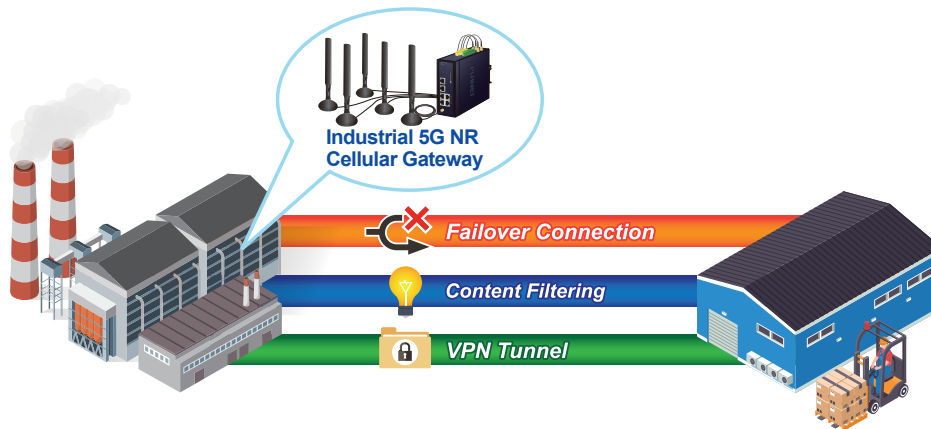 Industrial 5G NR
Cellular Gateway
Failover Connection
Content Filtering
VPN Tunnel